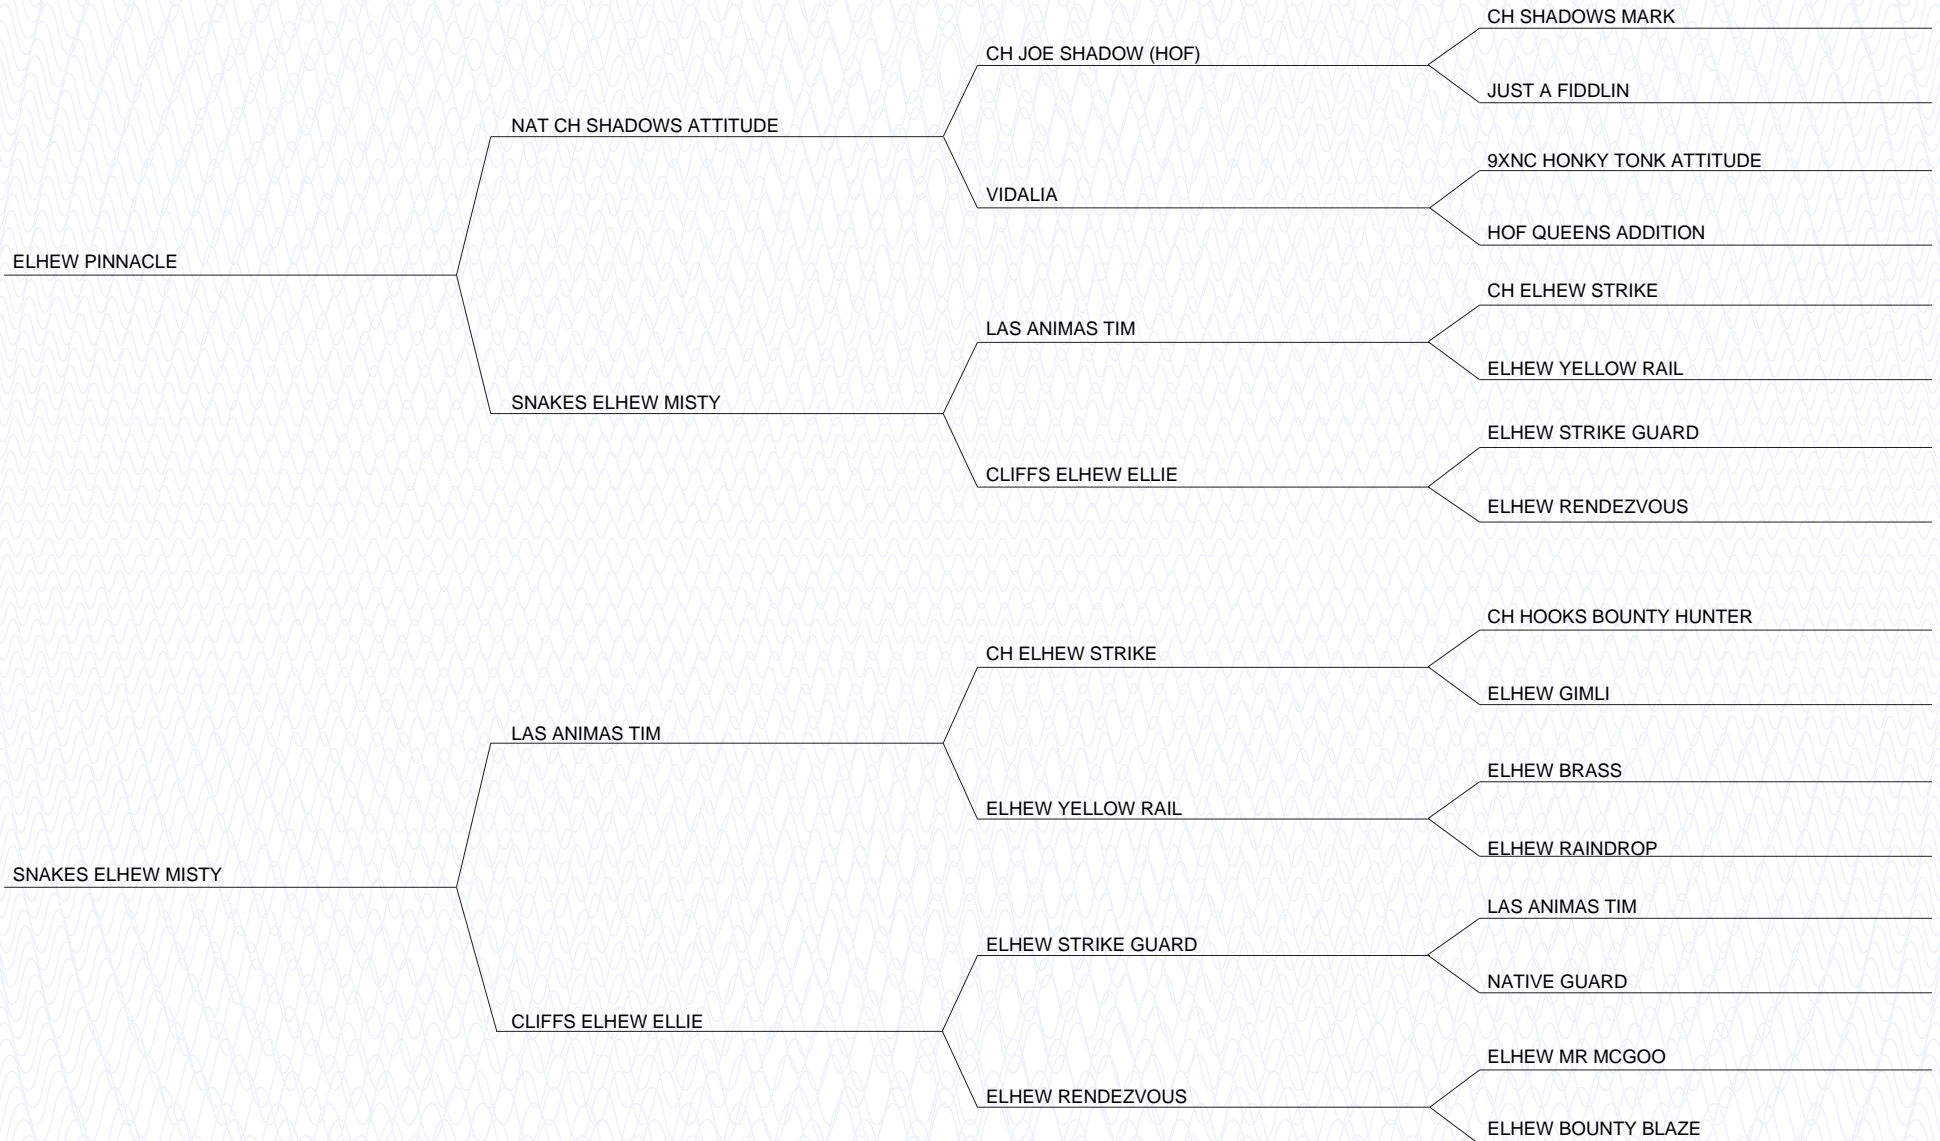 CH SHADOWS MARK
CH JOE SHADOW (HOF)
JUST A FIDDLIN
NAT CH SHADOWS ATTITUDE
9XNC HONKY TONK ATTITUDE
VIDALIA
HOF QUEENS ADDITION
ELHEW PINNACLE
CH ELHEW STRIKE
LAS ANIMAS TIM
ELHEW YELLOW RAIL
SNAKES ELHEW MISTY
ELHEW STRIKE GUARD
CLIFFS ELHEW ELLIE
ELHEW RENDEZVOUS
CH HOOKS BOUNTY HUNTER
CH ELHEW STRIKE
ELHEW GIMLI
LAS ANIMAS TIM
ELHEW BRASS
ELHEW YELLOW RAIL
ELHEW RAINDROP
SNAKES ELHEW MISTY
LAS ANIMAS TIM
ELHEW STRIKE GUARD
NATIVE GUARD
CLIFFS ELHEW ELLIE
ELHEW MR MCGOO
ELHEW RENDEZVOUS
ELHEW BOUNTY BLAZE